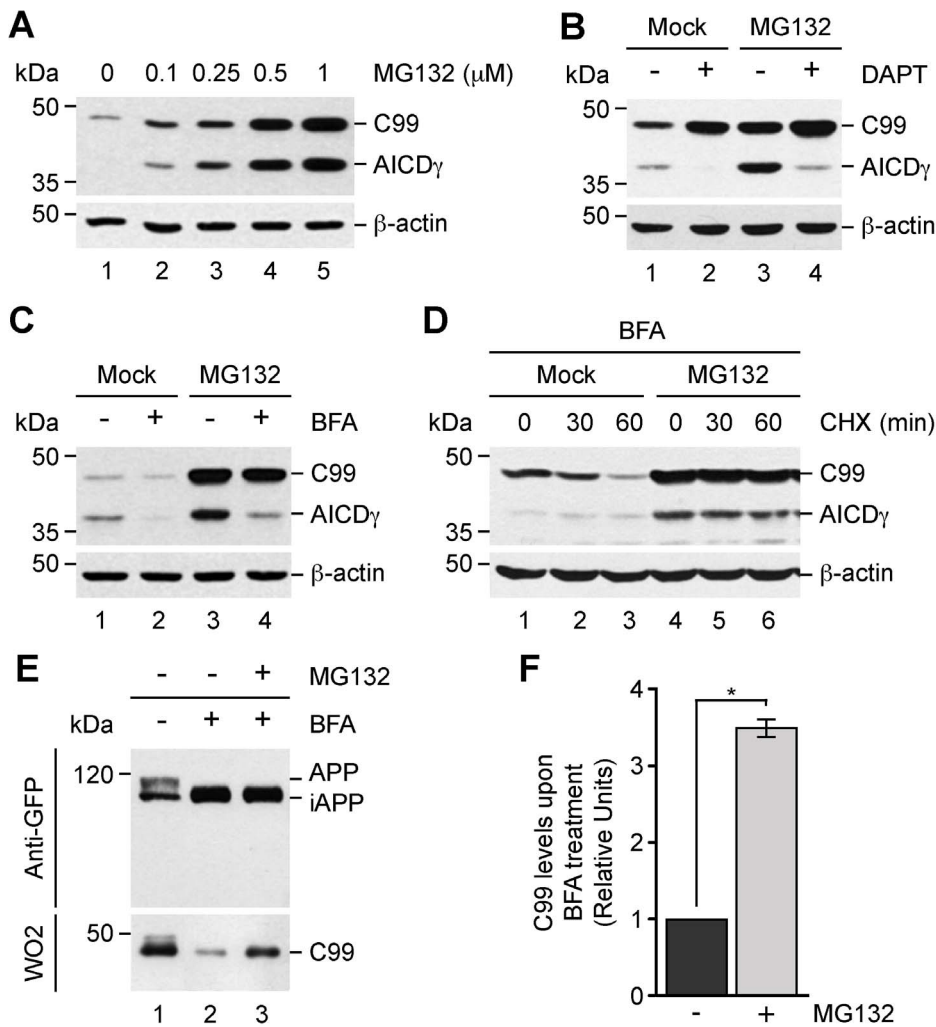 A
kDa 0 0.1 0.25 0.5 1 MG132 (μM)
50
C99
AICDγ
35
50
β-actin
1 2 3 4 5
B
Mock MG132
kDa - + - + DAPT
50
C99
AICDγ
35
50
β-actin
1 2 3 4
C
Mock MG132
kDa - + - + BFA
50
C99
AICDγ
35
50
β-actin
1 2 3 4
D
BFA
Mock MG132
kDa 0 30 60 0 30 60 CHX (min)
50
C99
AICDγ
35
50
β-actin
1 2 3 4 5 6
E
- - + MG132
kDa - + + BFA
Anti-GFP
120
APP
iAPP
WO2
50
C99
1 2 3
F
C99 levels upon
BFA treatment
(Relative Units)
4
3
2
1
0
*
- + MG132